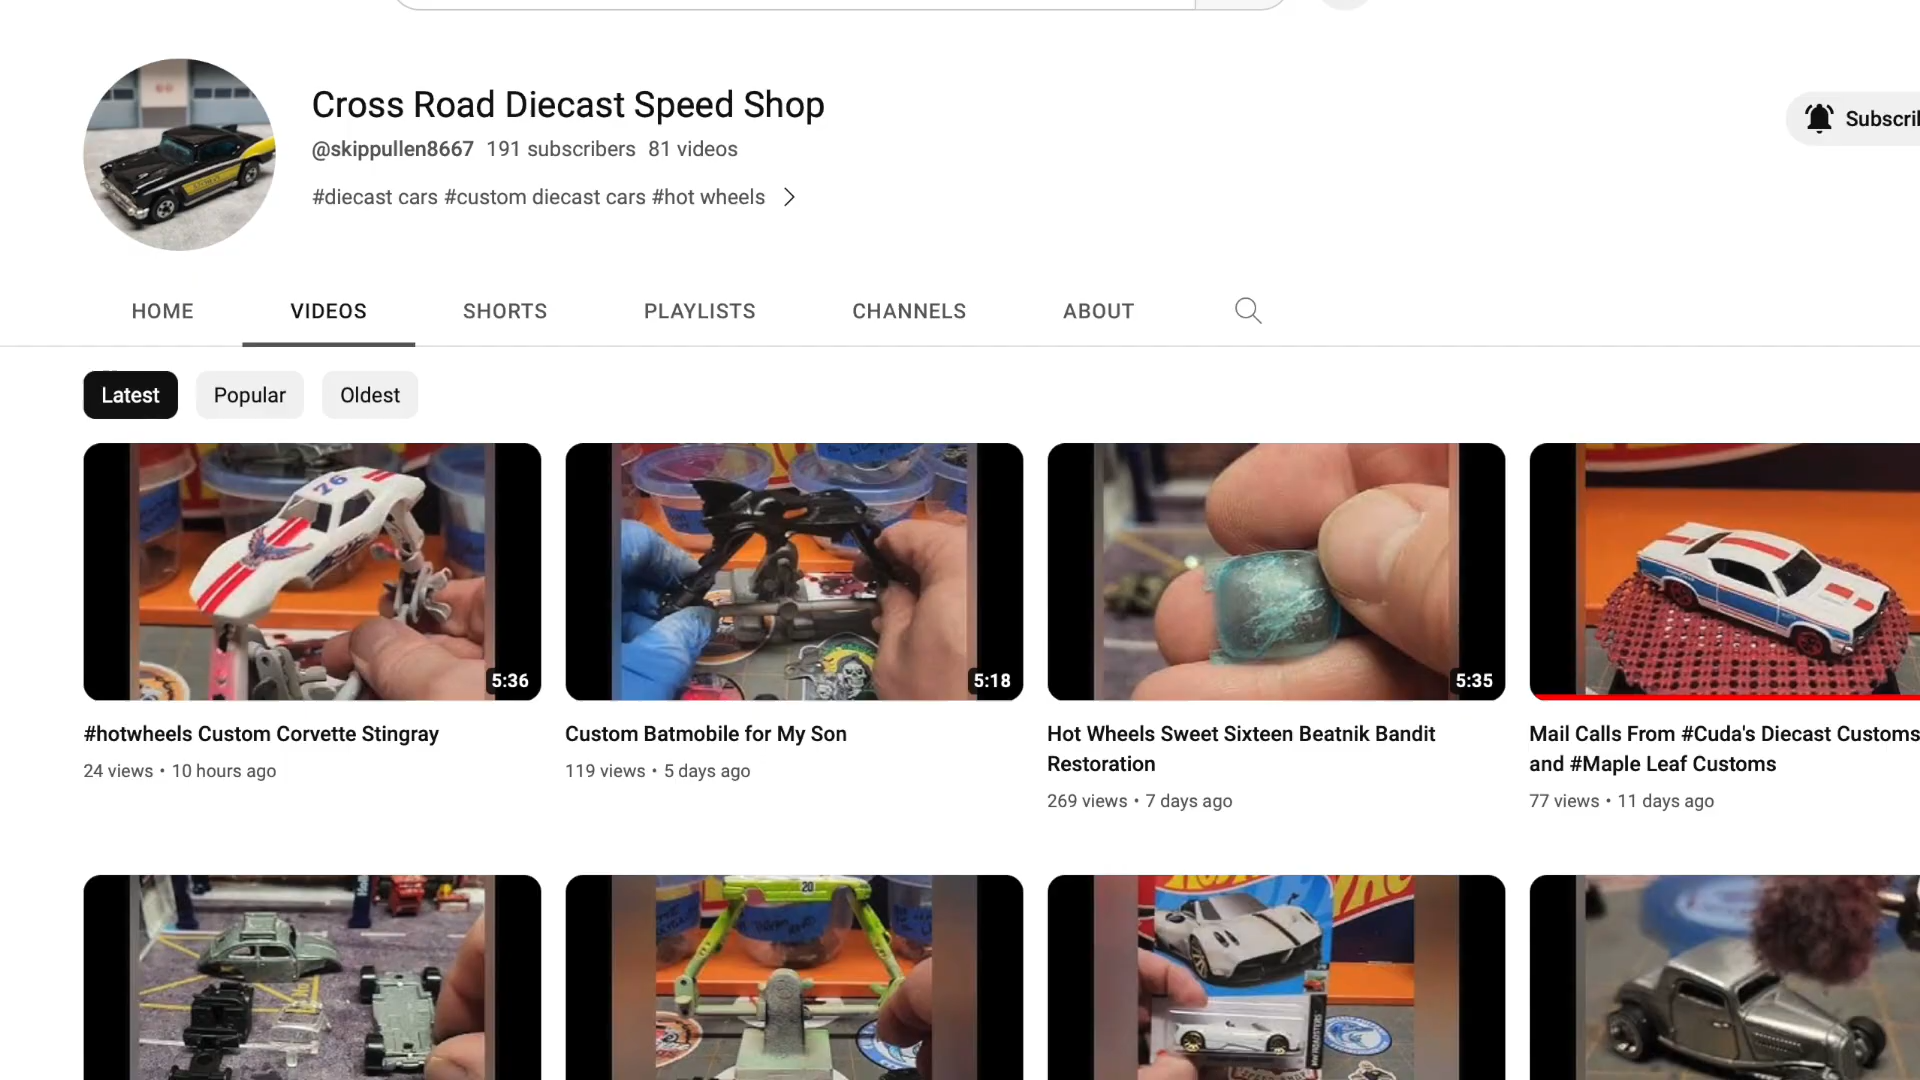 Cross Road Diecast Speed Shop
@skippullen8667 191 subscribers 81 videos
#diecast cars #custom diecast cars #hot wheels
Subscri
HOME VIDEOS SHORTS PLAYLISTS CHANNELS ABOUT
Latest Popular Oldest
76
5:36
5:18
5:35
#hotwheels Custom Corvette Stingray
24 views • 10 hours ago
Custom Batmobile for My Son
119 views • 5 days ago
Hot Wheels Sweet Sixteen Beatnik Bandit
Restoration
269 views • 7 days ago
Mail Calls From #Cuda's Diecast Customs
and #Maple Leaf Customs
77 views • 11 days ago
20